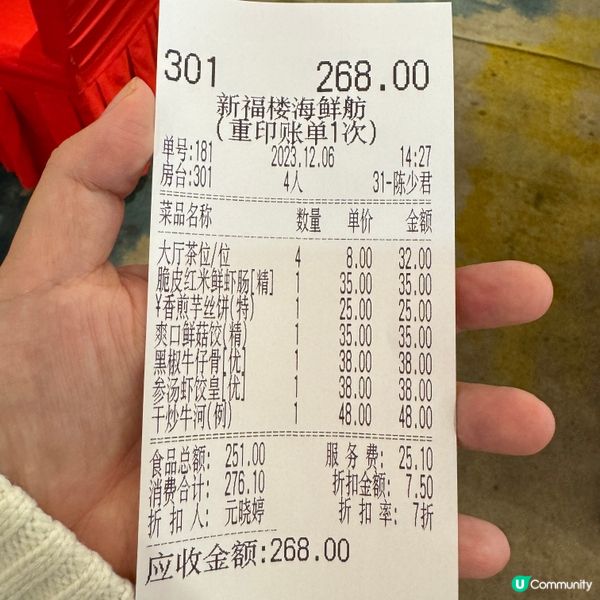 301 268.00
新福楼海鲜舫
(重印账单1次)
单号:181 2023.12.06 14:27
房台:301 4人 31-陈少君
菜品名称 数量 单价 金额
大厅茶位/位 4 8.00 32.00
脆皮红米鲜虾肠[精] 1 35.00 35.00
¥香煎芋丝饼(特) 1 25.00 25.00
爽口鲜菇饺(精) 1 35.00 35.00
黑椒牛仔骨[优] 1 38.00 38.00
参汤虾饺皇[优] 1 38.00 38.00
干炒牛河(例) 1 48.00 48.00
食品总额: 251.00 服务费: 25.10
消费合计: 276.10 折扣金额: 7.50
折扣人: 元晓婷 折扣率: 7折
应收金额:268.00
U Community